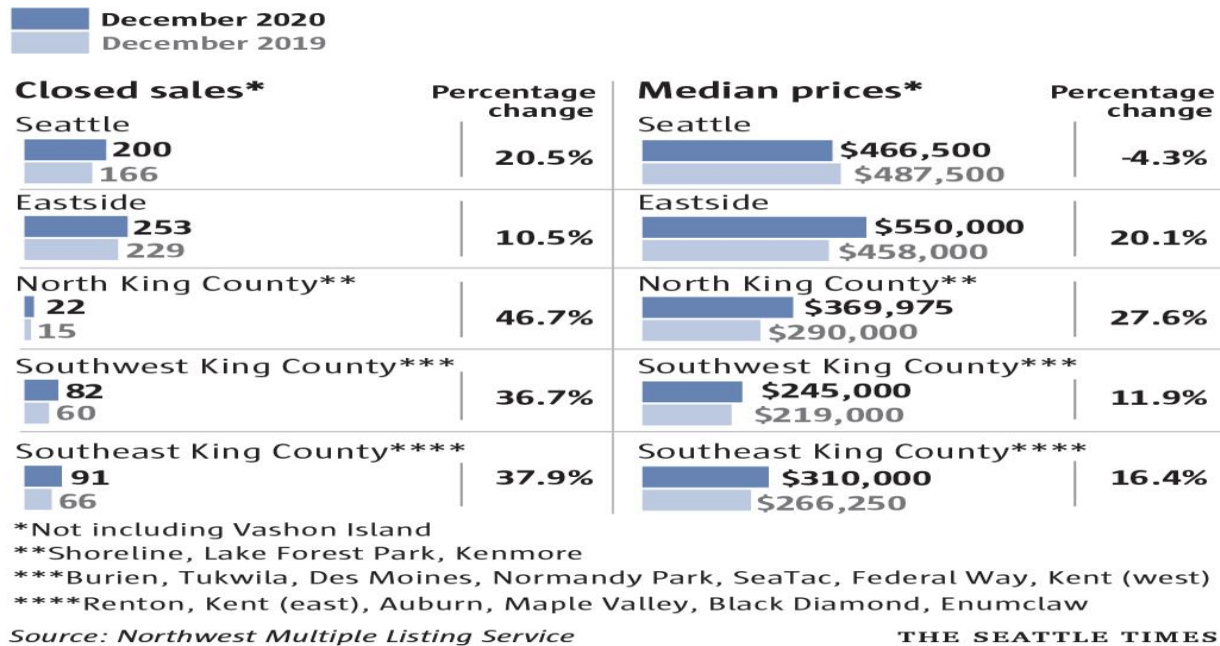 December 2020
December 2019
Closed sales*
Percentage
change
Seattle
200
166
20.5%
Eastside
253
229
10.5%
North King County**
22
15
46.7%
Southwest King County***
82
60
36.7%
Southeast King County****
91
66
37.9%
Median prices*
Percentage
change
Seattle
$466,500
$487,500
-4.3%
Eastside
$550,000
$458,000
20.1%
North King County**
$369,975
$290,000
27.6%
Southwest King County***
$245,000
$219,000
11.9%
Southeast King County****
$310,000
$266,250
16.4%
*Not including Vashon Island
**Shoreline, Lake Forest Park, Kenmore
***Burien, Tukwila, Des Moines, Normandy Park, SeaTac, Federal Way, Kent (west)
****Renton, Kent (east), Auburn, Maple Valley, Black Diamond, Enumclaw
Source: Northwest Multiple Listing Service
THE SEATTLE TIMES